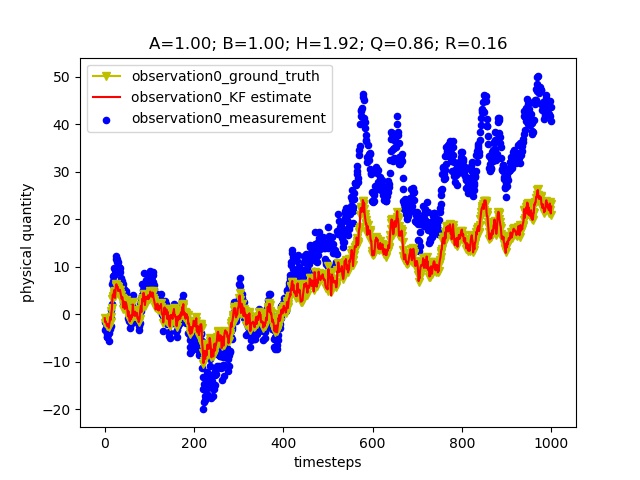 A=1.00; B=1.00; H=1.92; Q=0.86; R=0.16
observation0_ground_truth
observation0_KF estimate
observation0_measurement
physical quantity
50
40
30
20
10
0
−10
−20
0 200 400 600 800 1000
timesteps